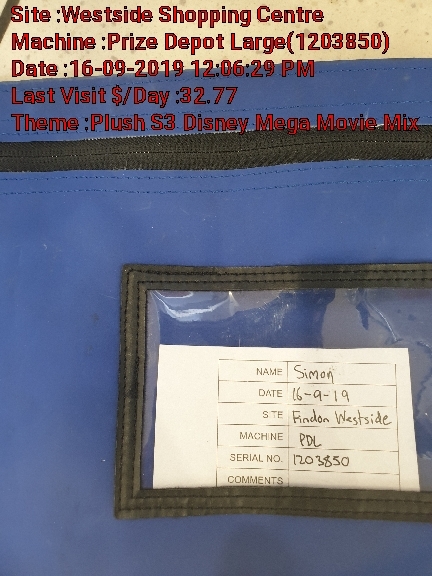 Site :Westside Shopping Centre
Machine :Prize Depot Large(1203850)
Date :16-09-2019 12:06:29 PM
Last Visit $/Day :32.77
Theme :Plush S3 Disney Mega Movie Mix
NAME Simon
DATE 16-9-19
SITE Findon Westside
MACHINE PDL
SERIAL NO. 1203850
COMMENTS